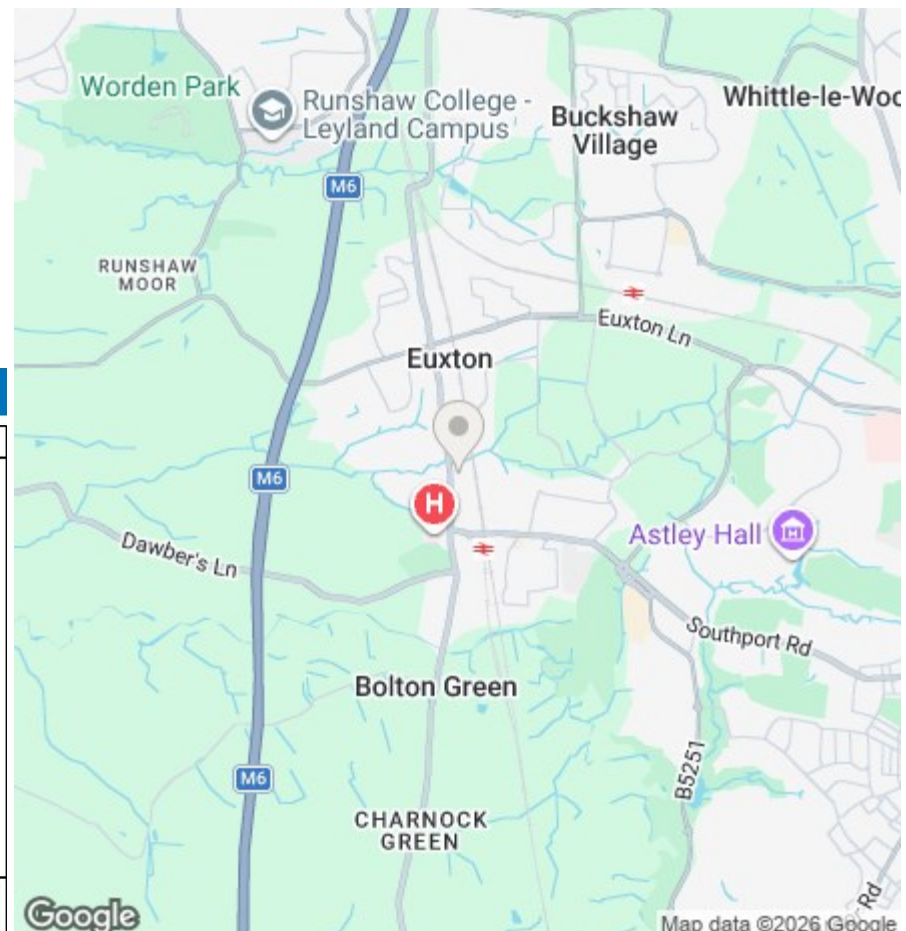 Worden Park
Runshaw College -
Leyland Campus
Buckshaw
Village
Whittle-le-Woo
M6
RUNSHAW
MOOR
Euxton Ln
Euxton
M6
H
Dawber's Ln
Astley Hall
Southport Rd
Bolton Green
B5251
M6
CHARNOCK
GREEN
Rd
Google
Map data ©2026 Google